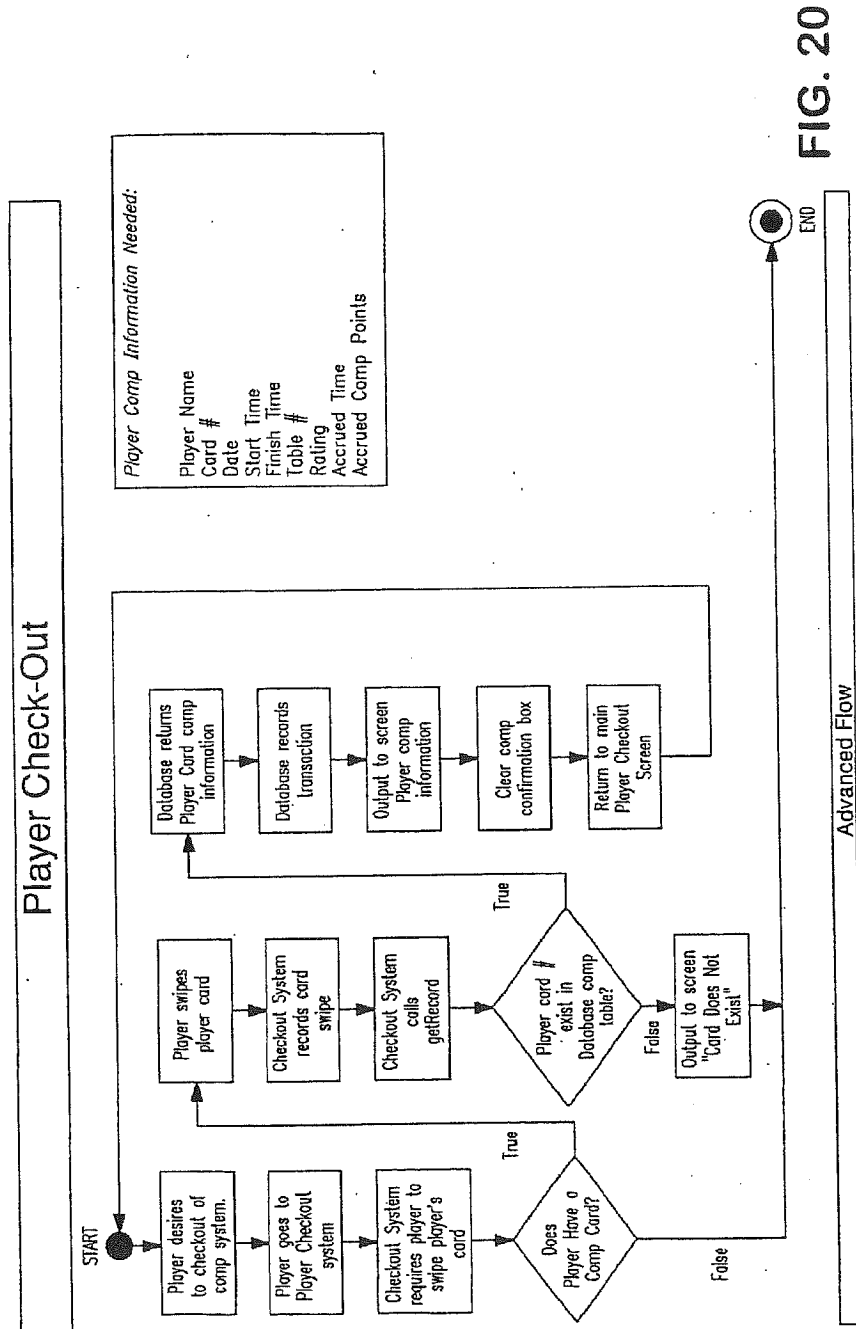 Player Check-Out
START
Player desires
to checkout of
comp system.
Player goes to
Player Checkout
system
Checkout System
requires player to
swipe player's
card
Does
Player Have a
Comp Card?
True
False
Player swipes
player card
Checkout System
records card
swipe
Checkout System
calls
getRecord
Player card #
exist in
Database comp
table?
True
False
Output to screen
"Card Does Not
Exist"
Database returns
Player Card comp
information
Database records
transaction
Output to screen
Player comp
information
Clear comp
confirmation box
Return to main
Player Checkout
Screen
Player Comp Information Needed:
Player Name
Card #
Date
Start Time
Finish Time
Table #
Rating
Accrued Time
Accrued Comp Points
END
Advanced Flow
FIG. 20